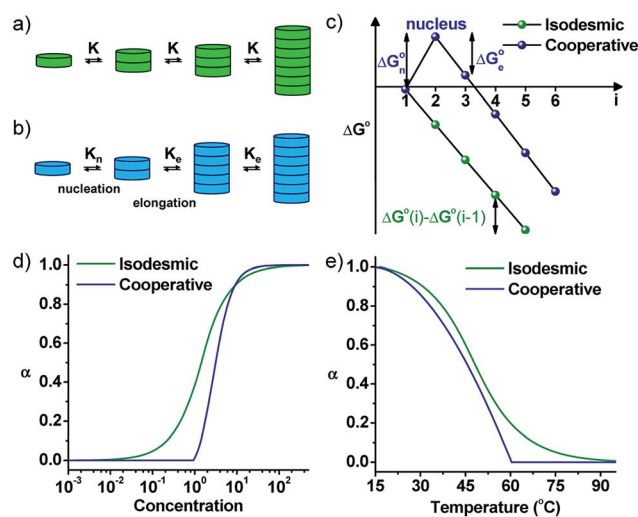 a)
K K K
b)
Kₙ Kₑ Kₑ
nucleation
elongation
c)
nucleus
Isodesmic
Cooperative
ΔG°ₙ
ΔG°ₑ
1 2 3 4 5 6 i
ΔG°
ΔG°(i)-ΔG°(i-1)
d)
Isodesmic
Cooperative
1.0
0.8
0.6
0.4
0.2
0.0
α
10⁻³ 10⁻² 10⁻¹ 10⁰ 10¹ 10²
Concentration
e)
Isodesmic
Cooperative
1.0
0.8
0.6
0.4
0.2
0.0
α
15 30 45 60 75 90
Temperature (°C)